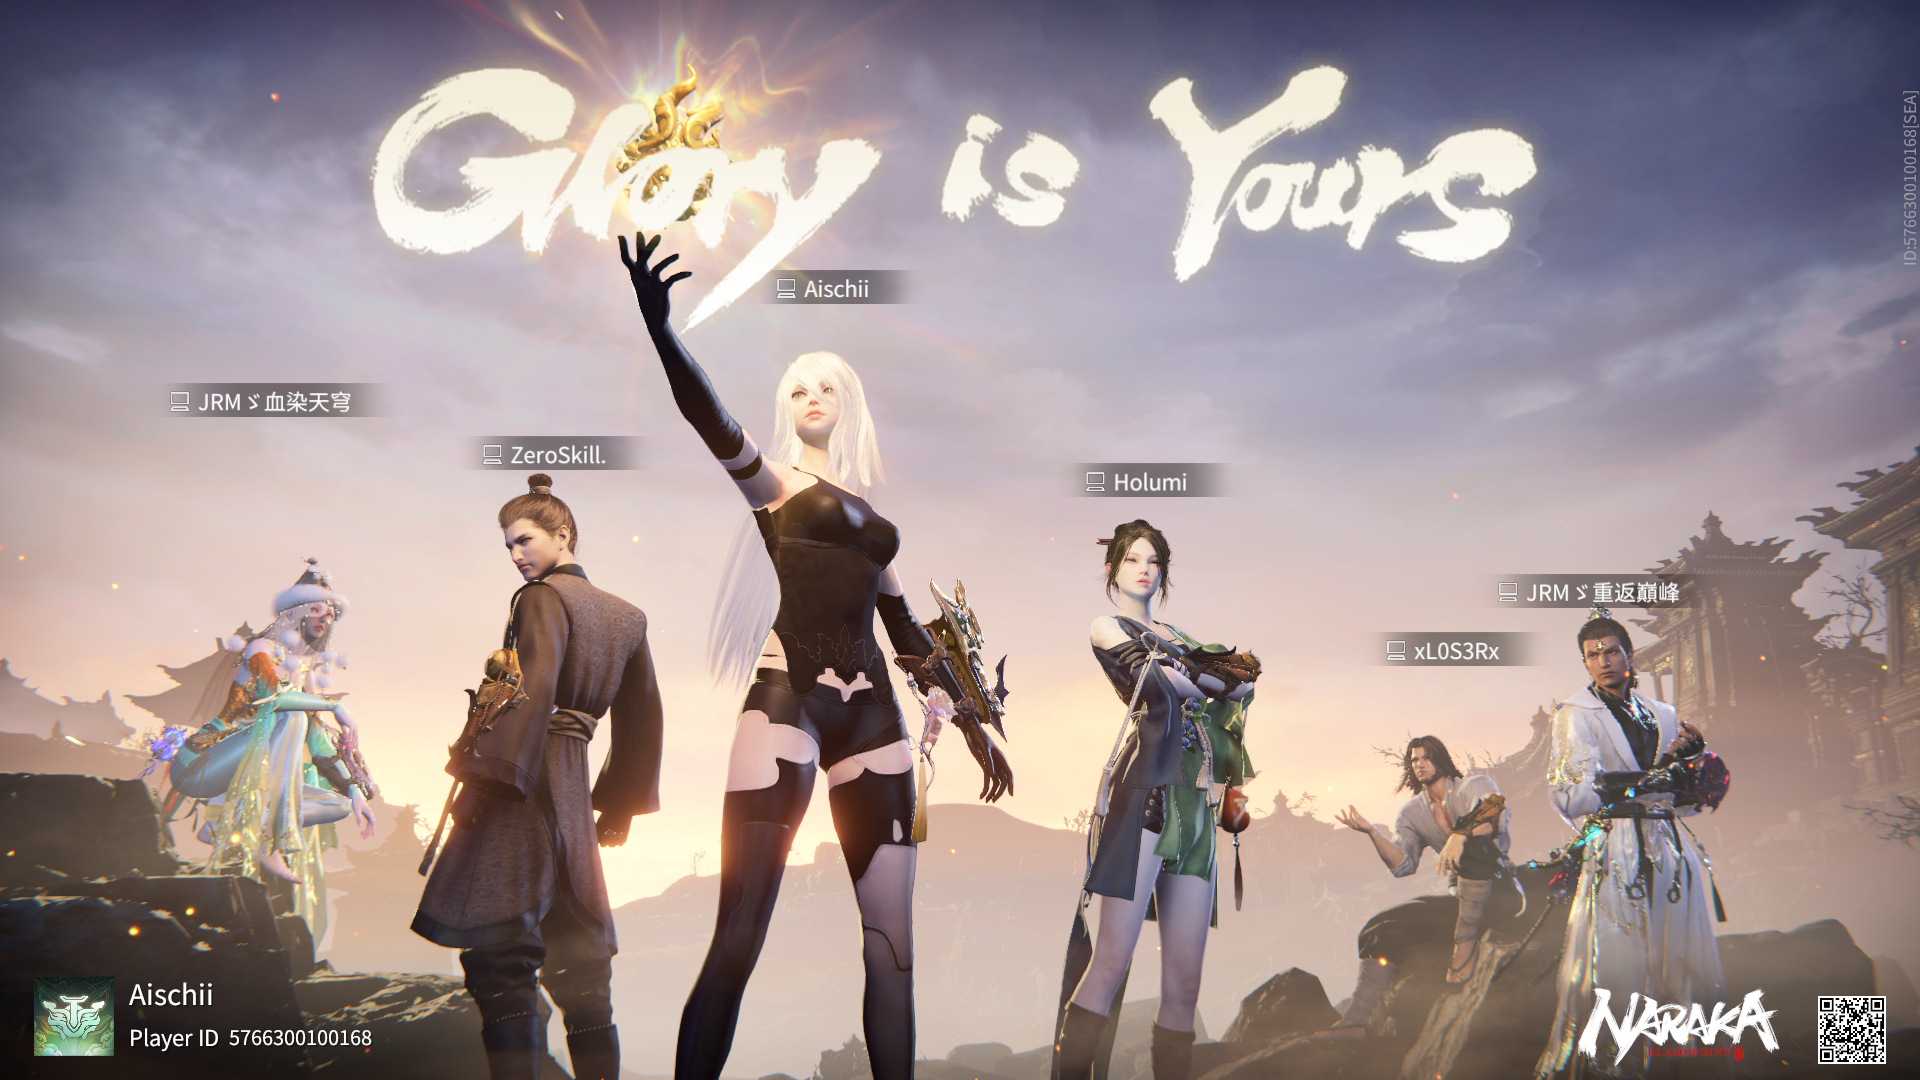 Glory is Yours
Aischii
JRMゞ血染天穹
ZeroSkill.
Holumi
JRMゞ重返巔峰
xL0S3Rx
Aischii
Player ID 5766300100168
NARAKA
BLADEPOINT
ID:5766300100168[SEA]